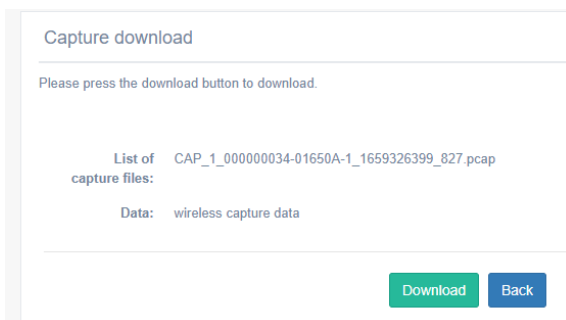 Capture download
Please press the download button to download.
List of
capture files:
CAP_1_000000034-01650A-1_1659326399_827.pcap
Data:
wireless capture data
Download
Back